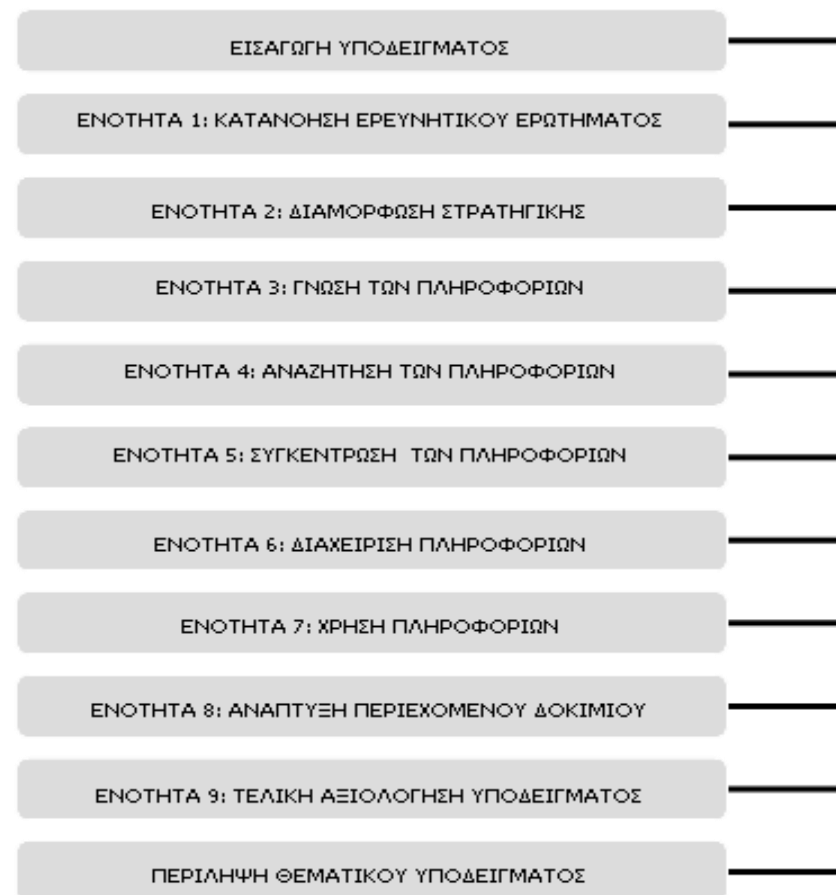 ΕΙΣΑΓΩΓΗ ΥΠΟΔΕΙΓΜΑΤΟΣ
ΕΝΟΤΗΤΑ 1: ΚΑΤΑΝΟΗΣΗ ΕΡΕΥΝΗΤΙΚΟΥ ΕΡΩΤΗΜΑΤΟΣ
ΕΝΟΤΗΤΑ 2: ΔΙΑΜΟΡΦΩΣΗ ΣΤΡΑΤΗΓΙΚΗΣ
ΕΝΟΤΗΤΑ 3: ΓΝΩΣΗ ΤΩΝ ΠΛΗΡΟΦΟΡΙΩΝ
ΕΝΟΤΗΤΑ 4: ΑΝΑΖΗΤΗΣΗ ΤΩΝ ΠΛΗΡΟΦΟΡΙΩΝ
ΕΝΟΤΗΤΑ 5: ΣΥΓΚΕΝΤΡΩΣΗ ΤΩΝ ΠΛΗΡΟΦΟΡΙΩΝ
ΕΝΟΤΗΤΑ 6: ΔΙΑΧΕΙΡΙΣΗ ΠΛΗΡΟΦΟΡΙΩΝ
ΕΝΟΤΗΤΑ 7: ΧΡΗΣΗ ΠΛΗΡΟΦΟΡΙΩΝ
ΕΝΟΤΗΤΑ 8: ΑΝΑΠΤΥΞΗ ΠΕΡΙΕΧΟΜΕΝΟΥ ΔΟΚΙΜΙΟΥ
ΕΝΟΤΗΤΑ 9: ΤΕΛΙΚΗ ΑΞΙΟΛΟΓΗΣΗ ΥΠΟΔΕΙΓΜΑΤΟΣ
ΠΕΡΙΛΗΨΗ ΘΕΜΑΤΙΚΟΥ ΥΠΟΔΕΙΓΜΑΤΟΣ